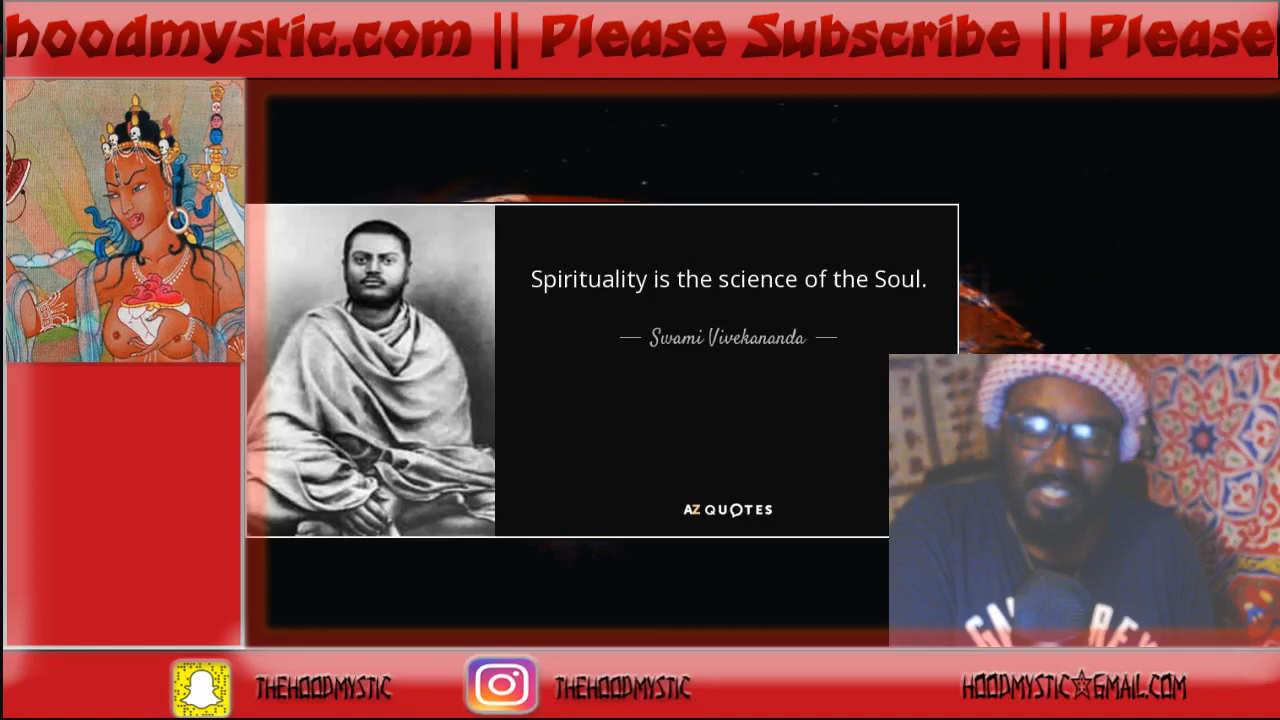 hoodmystic.com || Please Subscribe || Please
Spirituality is the science of the Soul.
— Swami Vivekananda —
AZ QUOTES
THEHOODMYSTIC
THEHOODMYSTIC
HOODMYSTIC☆GMAIL.COM